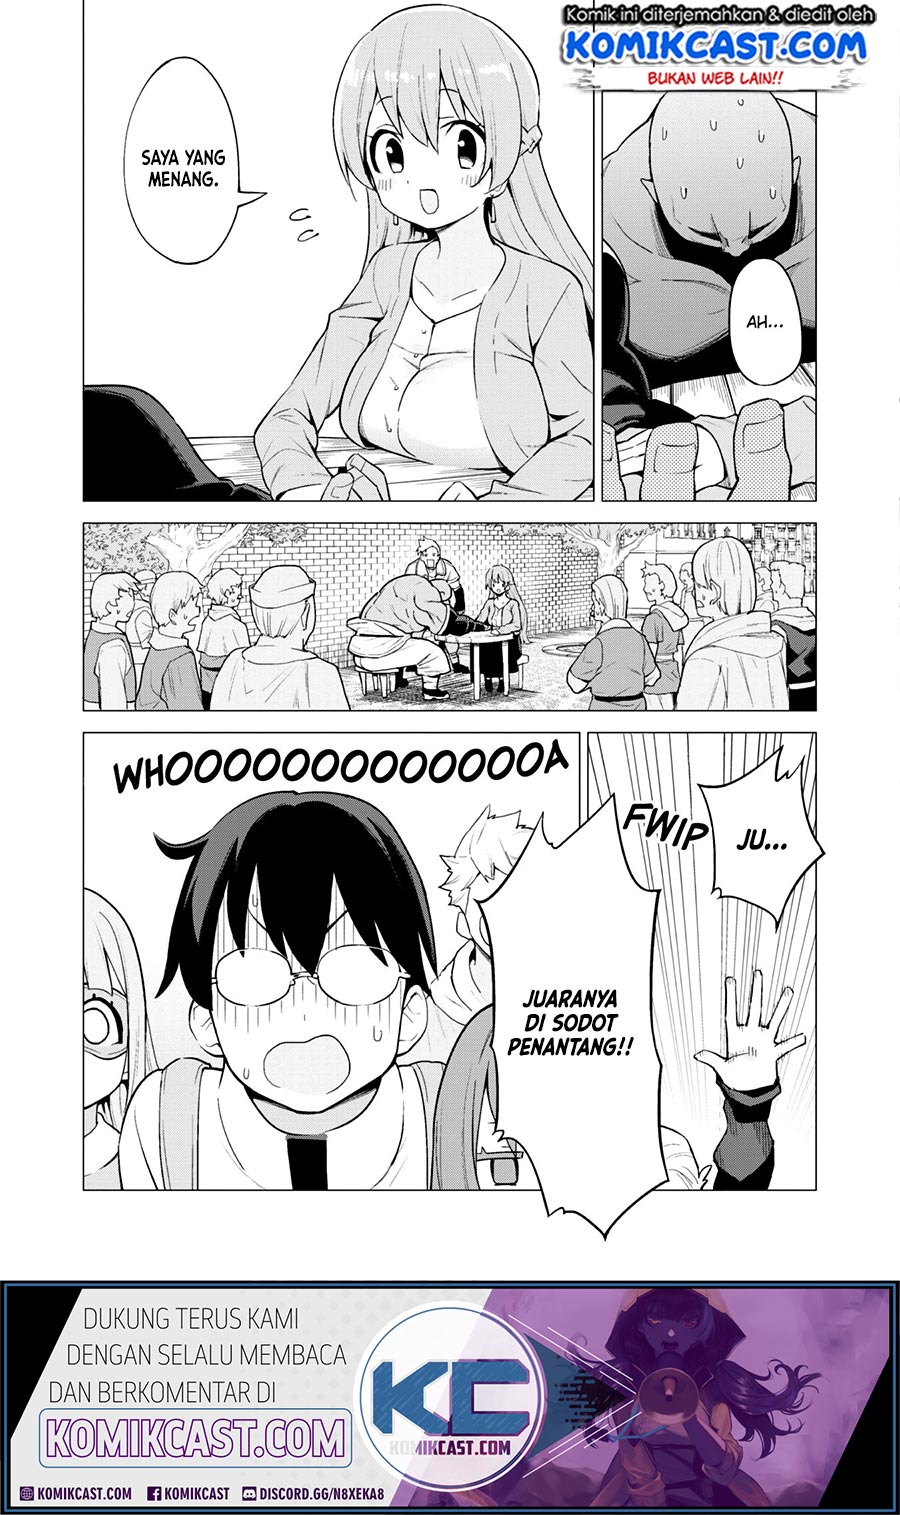 Komik ini diterjemahkan & diedit oleh
KOMIKCAST.COM
BUKAN WEB LAIN!!
AH...
SAYA YANG
MENANG.
JU...
FWIP
WHOOOOOOOOOOOOOA
JUARANYA
DI SODOT
PENANTANG!!
DUKUNG TERUS KAMI
DENGAN SELALU MEMBACA
DAN BERKOMENTAR DI
KOMIKCAST.COM
KC
KOMIKCAST.COM
KOMIKCAST.COM KOMIKCAST DISCORD.GG/N8XEKA8